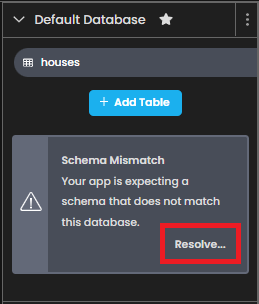 Default Database
houses
Add Table
Schema Mismatch
Your app is expecting a
schema that does not match
this database.
Resolve...